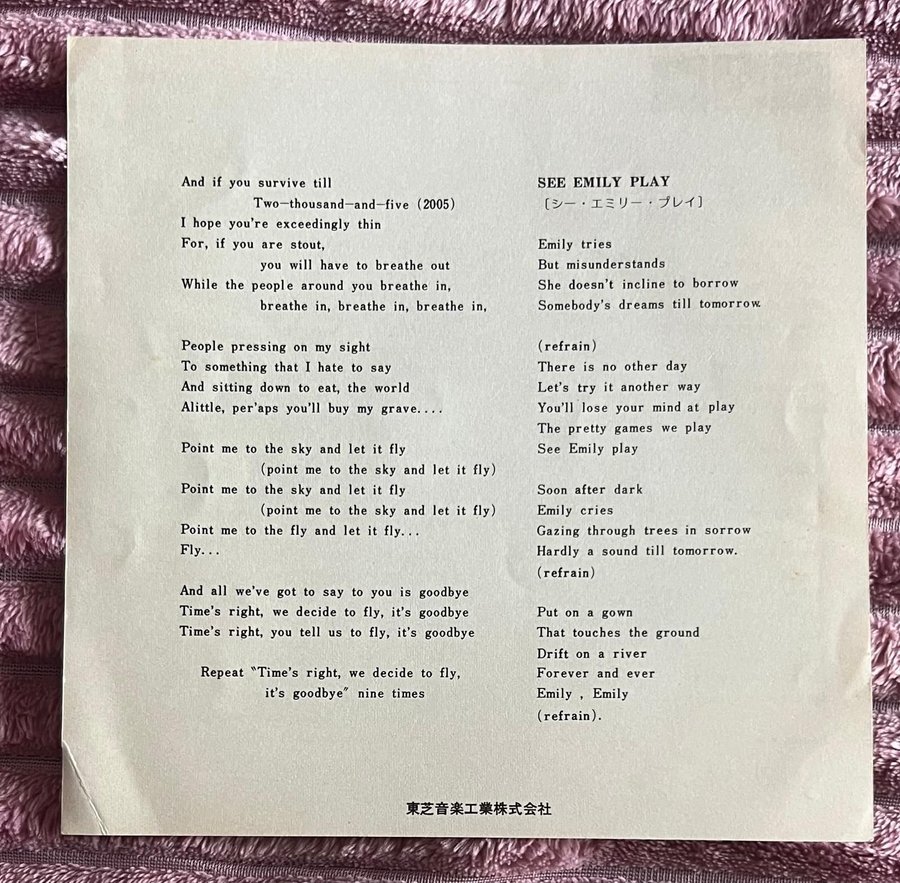 And if you survive till
Two-thousand-and-five (2005)
I hope you're exceedingly thin
For, if you are stout,
you will have to breathe out
While the people around you breathe in,
breathe in, breathe in, breathe in,
People pressing on my sight
To something that I hate to say
And sitting down to eat, the world
Alittle, per'aps you'll buy my grave....
Point me to the sky and let it fly
(point me to the sky and let it fly)
Point me to the sky and let it fly
(point me to the sky and let it fly)
Point me to the fly and let it fly...
Fly...
And all we've got to say to you is goodbye
Time's right, we decide to fly, it's goodbye
Time's right, you tell us to fly, it's goodbye
Repeat "Time's right, we decide to fly,
it's goodbye" nine times
SEE EMILY PLAY
〔シー・エミリー・プレイ〕
Emily tries
But misunderstands
She doesn't incline to borrow
Somebody's dreams till tomorrow.
(refrain)
There is no other day
Let's try it another way
You'll lose your mind at play
The pretty games we play
See Emily play
Soon after dark
Emily cries
Gazing through trees in sorrow
Hardly a sound till tomorrow.
(refrain)
Put on a gown
That touches the ground
Drift on a river
Forever and ever
Emily , Emily
(refrain).
東芝音楽工業株式会社